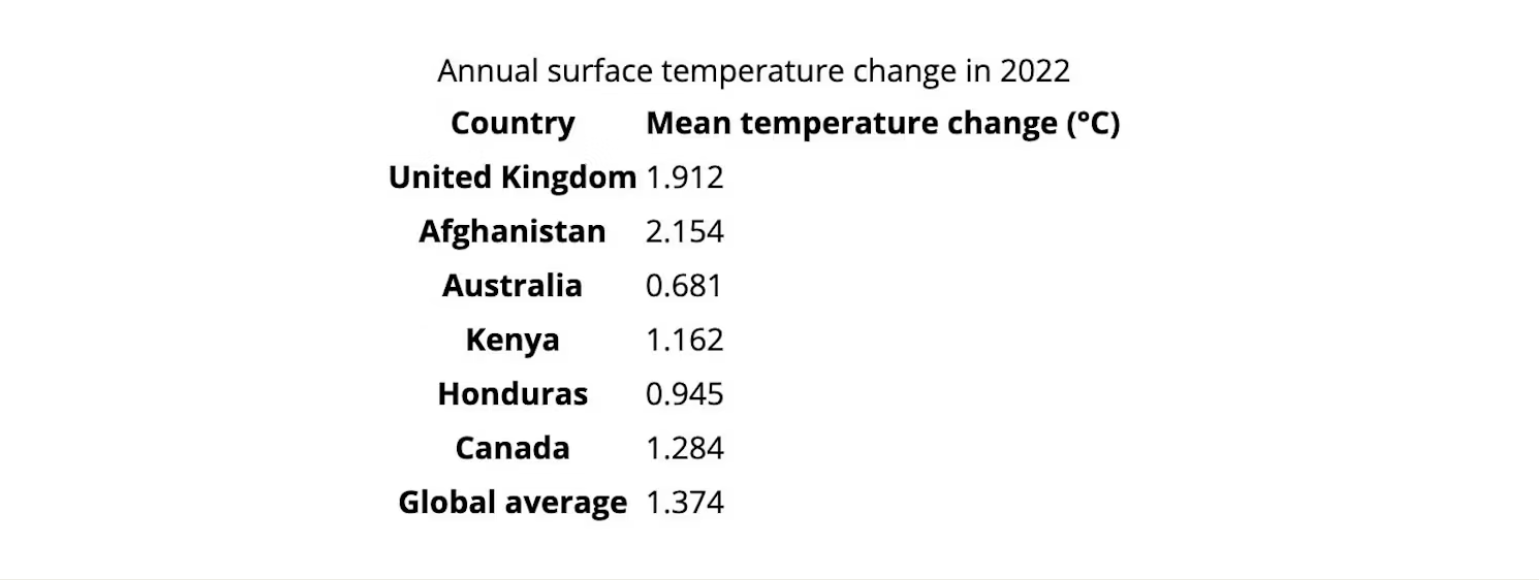 Annual surface temperature change in 2022
Country Mean temperature change (°C)
United Kingdom 1.912
Afghanistan 2.154
Australia 0.681
Kenya 1.162
Honduras 0.945
Canada 1.284
Global average 1.374